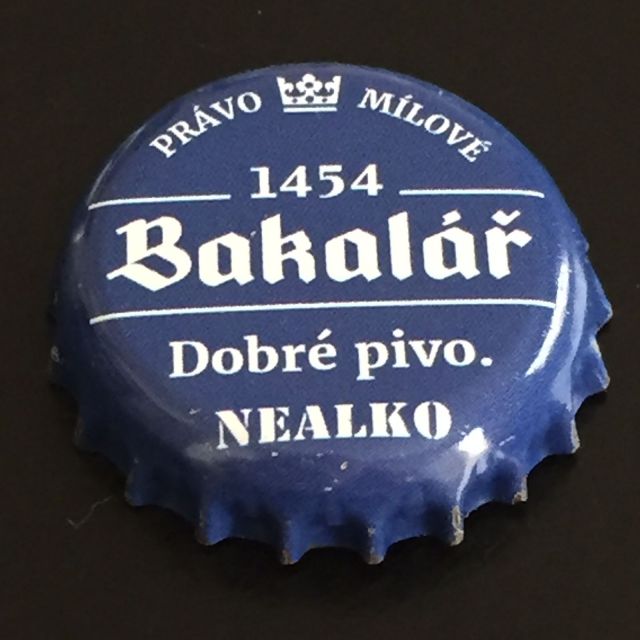 PRÁVO MÍLOVÉ
1454
Bakalář
Dobré pivo.
NEALKO